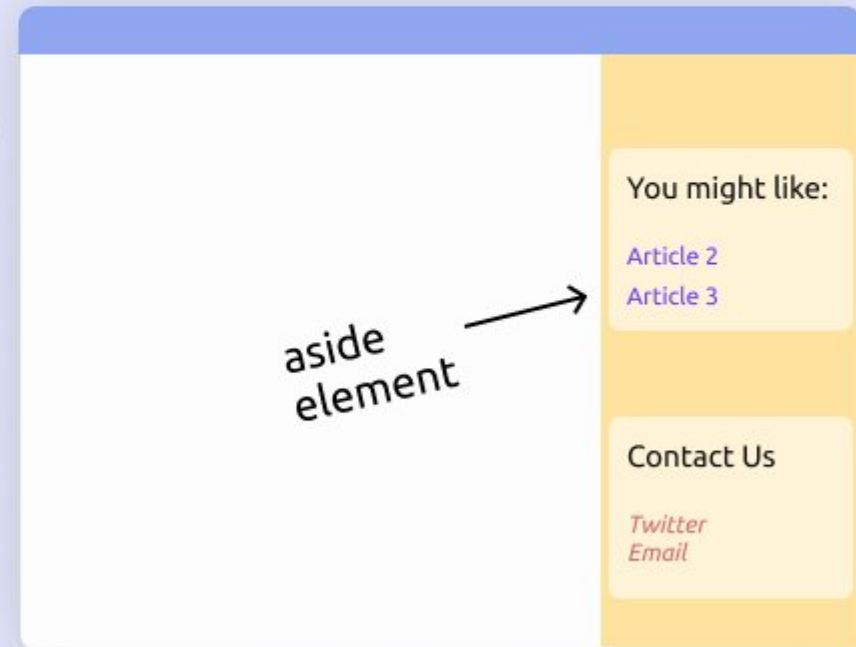 aside
element
You might like:
Article 2
Article 3
Contact Us
Twitter
Email